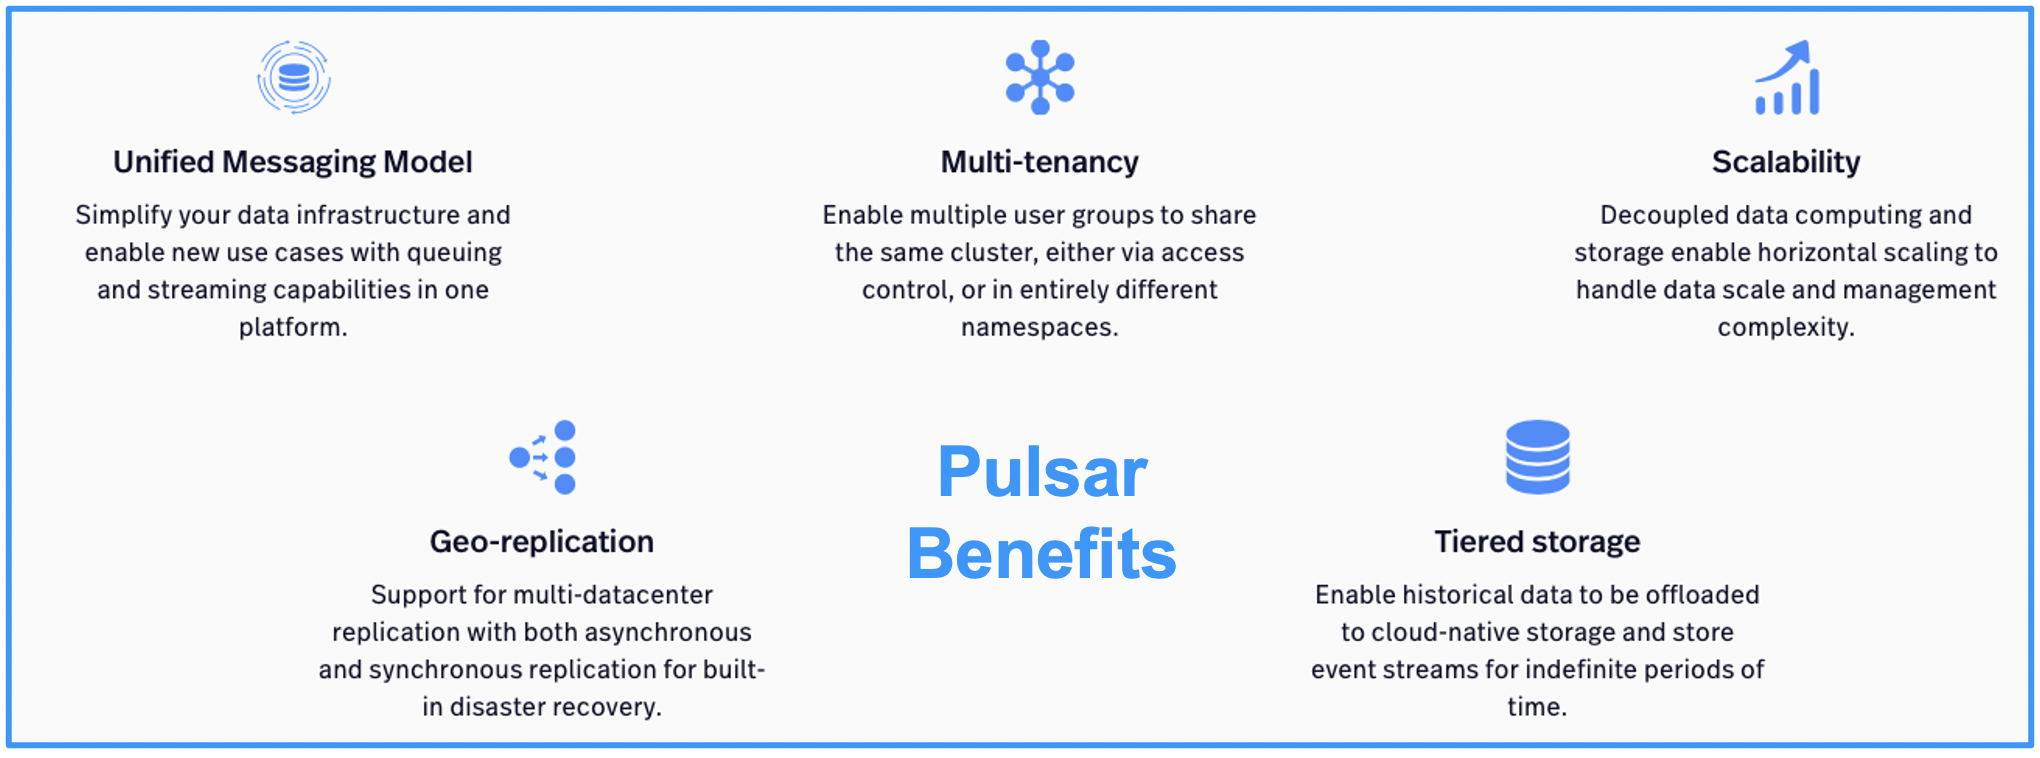 Unified Messaging Model
Simplify your data infrastructure and
enable new use cases with queuing
and streaming capabilities in one
platform.
Multi-tenancy
Enable multiple user groups to share
the same cluster, either via access
control, or in entirely different
namespaces.
Scalability
Decoupled data computing and
storage enable horizontal scaling to
handle data scale and management
complexity.
Geo-replication
Support for multi-datacenter
replication with both asynchronous
and synchronous replication for built-
in disaster recovery.
Pulsar
Benefits
Tiered storage
Enable historical data to be offloaded
to cloud-native storage and store
event streams for indefinite periods of
time.